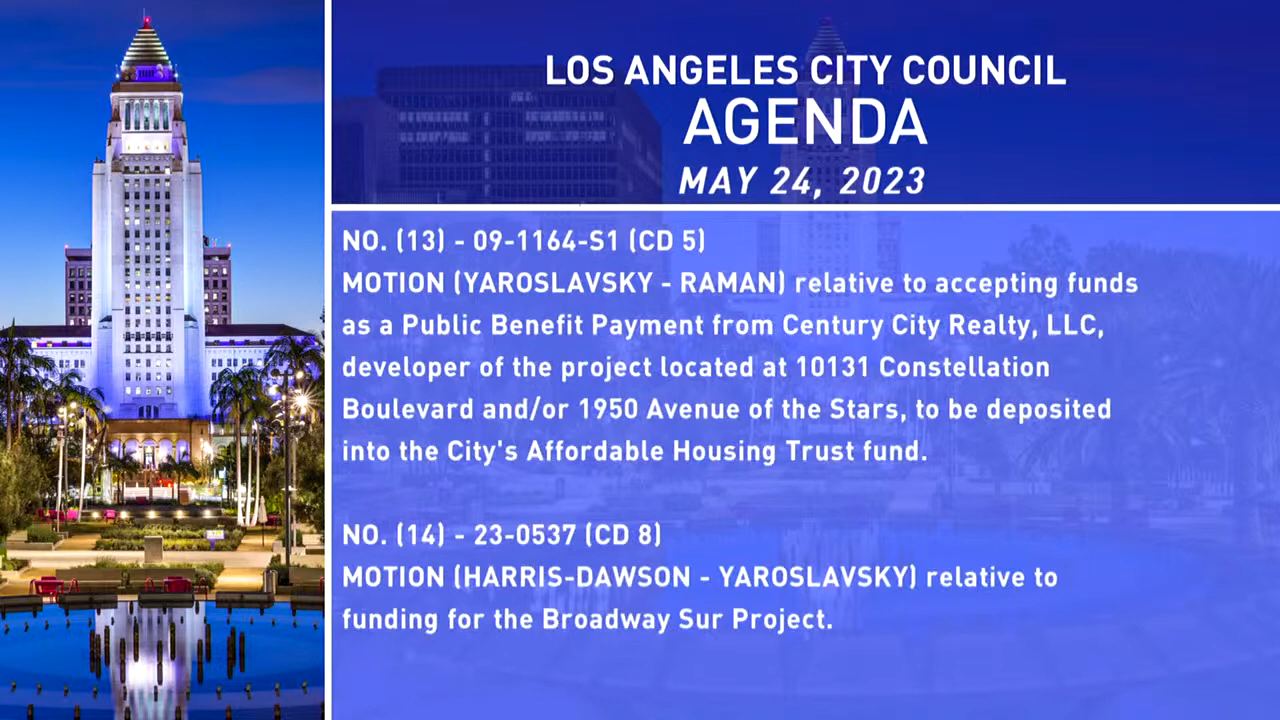 LOS ANGELES CITY COUNCIL
AGENDA
MAY 24, 2023
NO. (13) - 09-1164-S1 (CD 5)
MOTION (YAROSLAVSKY - RAMAN) relative to accepting funds
as a Public Benefit Payment from Century City Realty, LLC,
developer of the project located at 10131 Constellation
Boulevard and/or 1950 Avenue of the Stars, to be deposited
into the City's Affordable Housing Trust fund.
NO. (14) - 23-0537 (CD 8)
MOTION (HARRIS-DAWSON - YAROSLAVSKY) relative to
funding for the Broadway Sur Project.